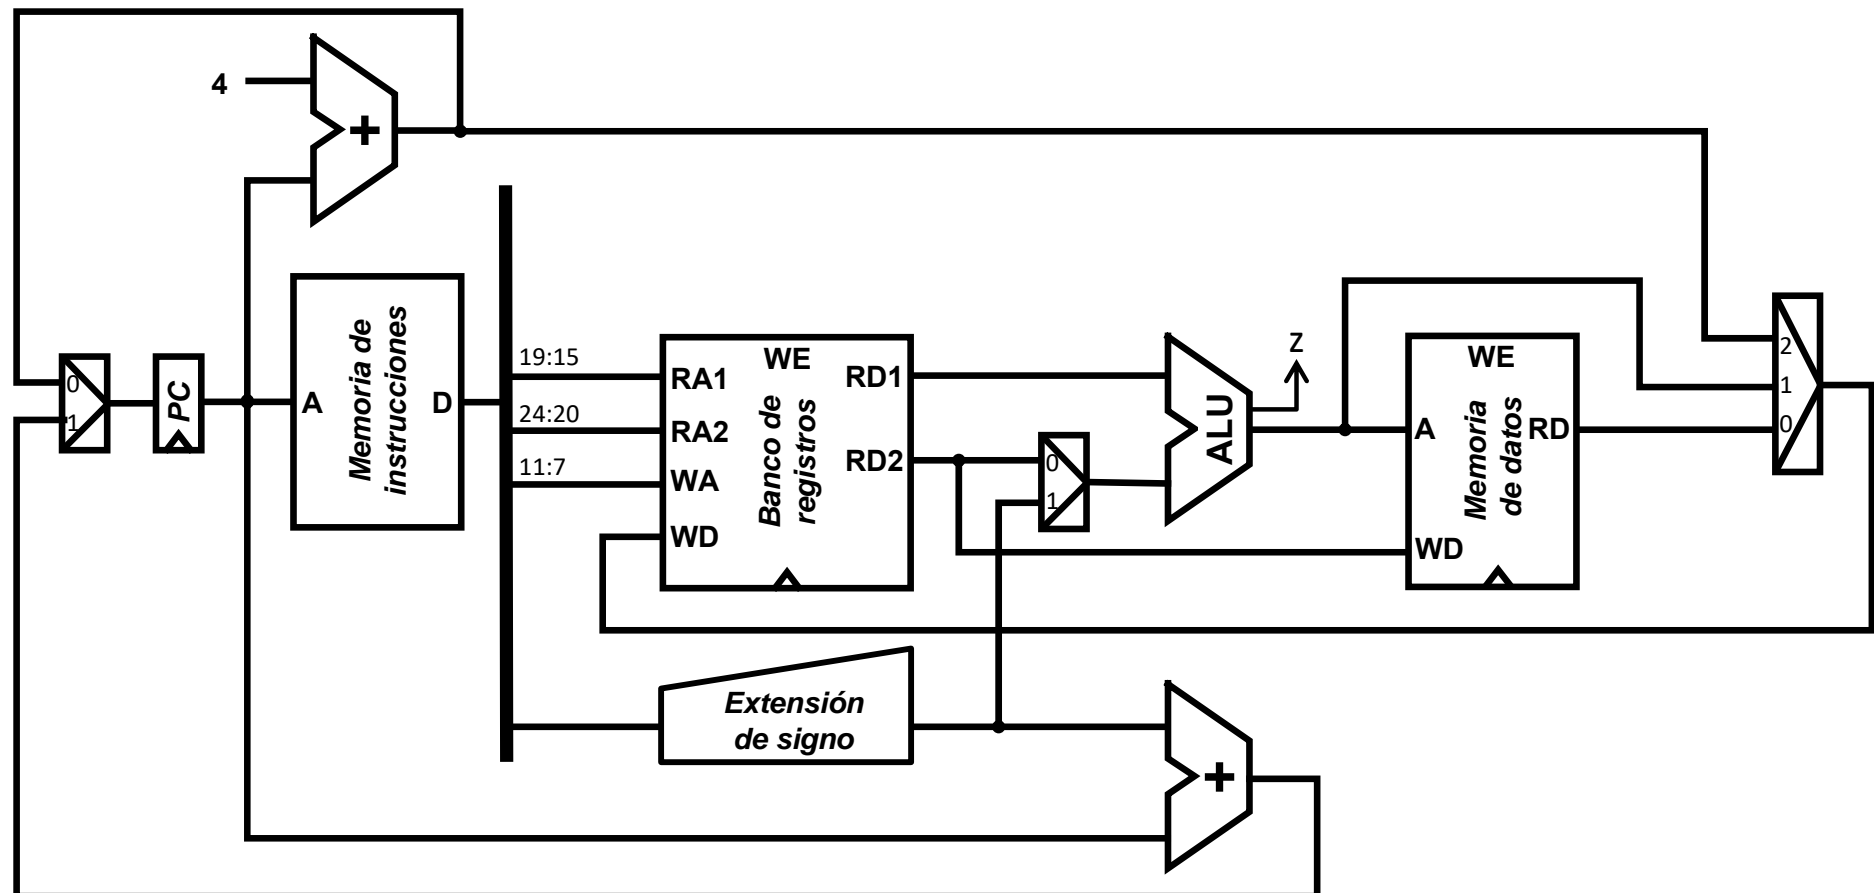 4
+
PC
0
1
A
Memoria de
instrucciones
D
19:15
24:20
11:7
RA1
RA2
WA
WD
WE
Banco de
registros
RD1
RD2
0
1
ALU
Z
A
WD
WE
Memoria
de datos
RD
2
1
0
Extensión
de signo
+